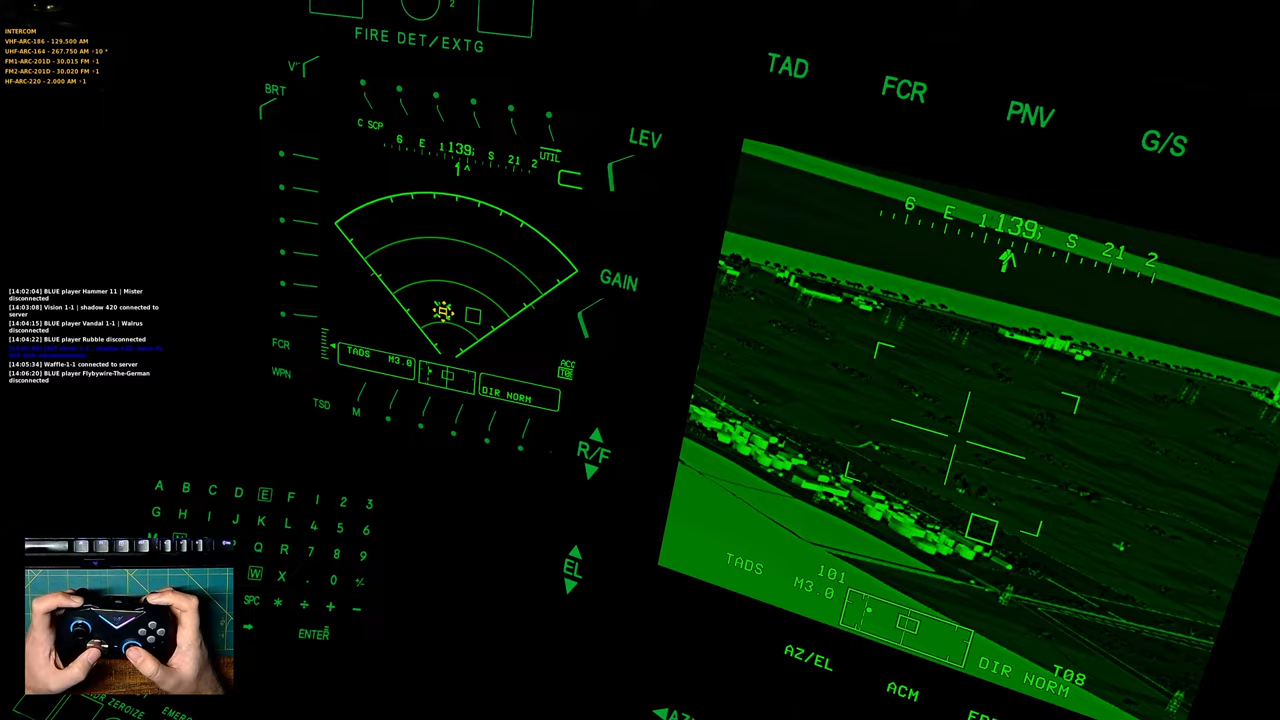 INTERCOM
VHF-ARC-186 - 129.500 AM
UHF-ARC-164 - 267.750 AM
FM1-ARC-201D - 30.015 FM
FM2-ARC-201D - 30.020 FM
HF-ARC-220 - 2.000 AM
[14:02:04] BLUE player Hammer 11 | Mister
disconnected
[14:03:08] Vision 1-1 | shadow 420 connected to
server
[14:04:15] BLUE player Vandal 1-1 | Walrus
disconnected
[14:04:22] BLUE player Rubble disconnected
[14:05:34] Waffle-1-1 connected to server
[14:06:20] BLUE player Flybywire-The-German
disconnected
2
FIRE DET/EXTG
BRT
C SCP
6 E 1 139 S 21 2
UTIL
LEV
GAIN
FCR
WPN
TSD
M
TADS M3.0
DIR NORM
ACQ
R/F
EL
A B C D E F 1 2 3
G H I J K L 4 5 6
Q R 7 8 9
W X . 0 +⁄-
SPC * ÷ + -
ENTER
ZEROIZE
TAD
FCR
PNV
G/S
6 E 1 139 S 21 2
TADS
101
M3.0
DIR NORM
T08
AZ/EL
ACM